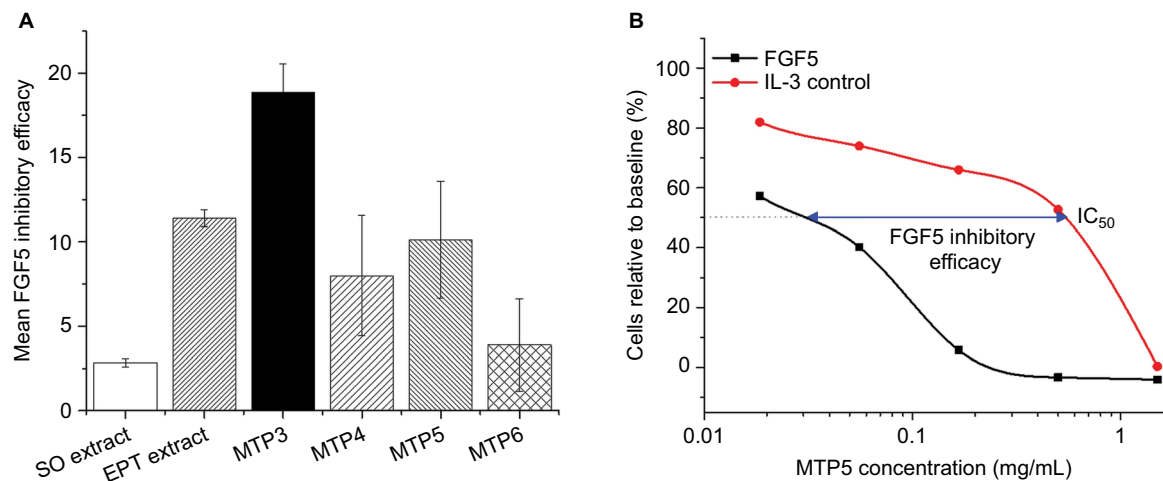 A
Mean FGF5 inhibitory efficacy
20
15
10
5
0
SO extract
EPT extract
MTP3
MTP4
MTP5
MTP6
B
Cells relative to baseline (%)
100
80
60
40
20
0
FGF5
IL-3 control
IC50
FGF5 inhibitory
efficacy
0.01
0.1
1
MTP5 concentration (mg/mL)